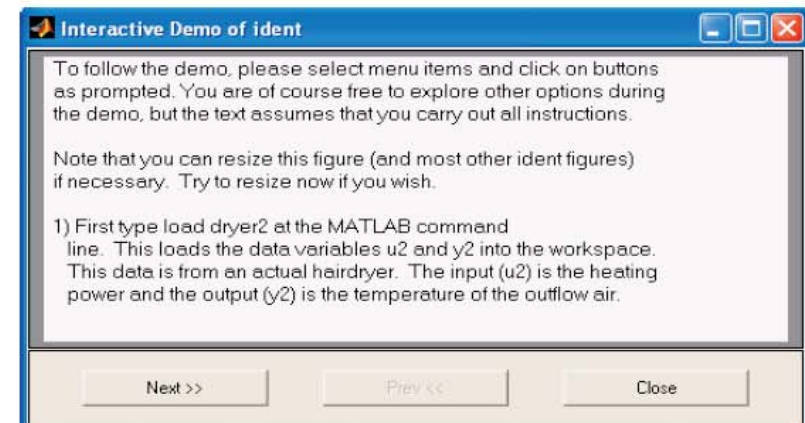 Interactive Demo of ident
To follow the demo, please select menu items and click on buttons
as prompted. You are of course free to explore other options during
the demo, but the text assumes that you carry out all instructions.
Note that you can resize this figure (and most other ident figures)
if necessary. Try to resize now if you wish.
1) First type load dryer2 at the MATLAB command
line. This loads the data variables u2 and y2 into the workspace.
This data is from an actual hairdryer. The input (u2) is the heating
power and the output (y2) is the temperature of the outflow air.
Next >> Prev << Close